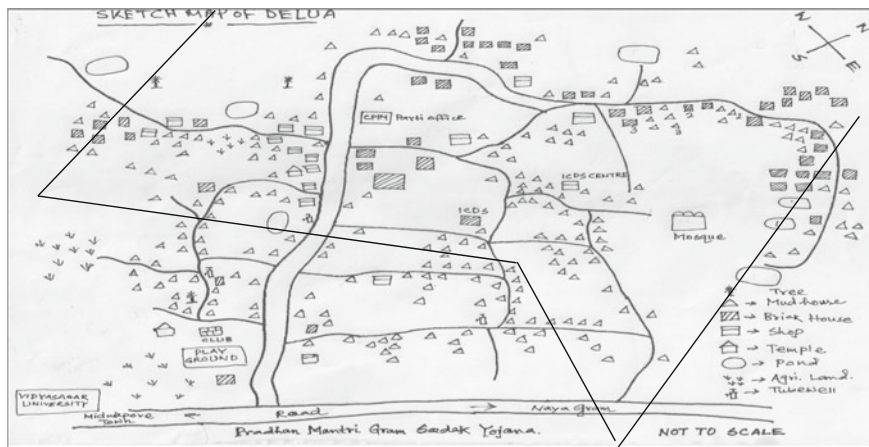 SKETCH MAP OF DELUA
N
S
E
CPPM Parti office
ICDS CENTRE
ICDS
Mosque
Tree
→ Mud house
→ Brick House
→ Shop
→ Temple
→ Pond
→ Agri. Land.
→ Tubewell
CLUB
PLAY
GROUND
VIDYASAGAR
UNIVERSITY
Midnapore Town ← Road → Naya Gram
Pradhan Mantri Gram Sadak Yojana. NOT TO SCALE